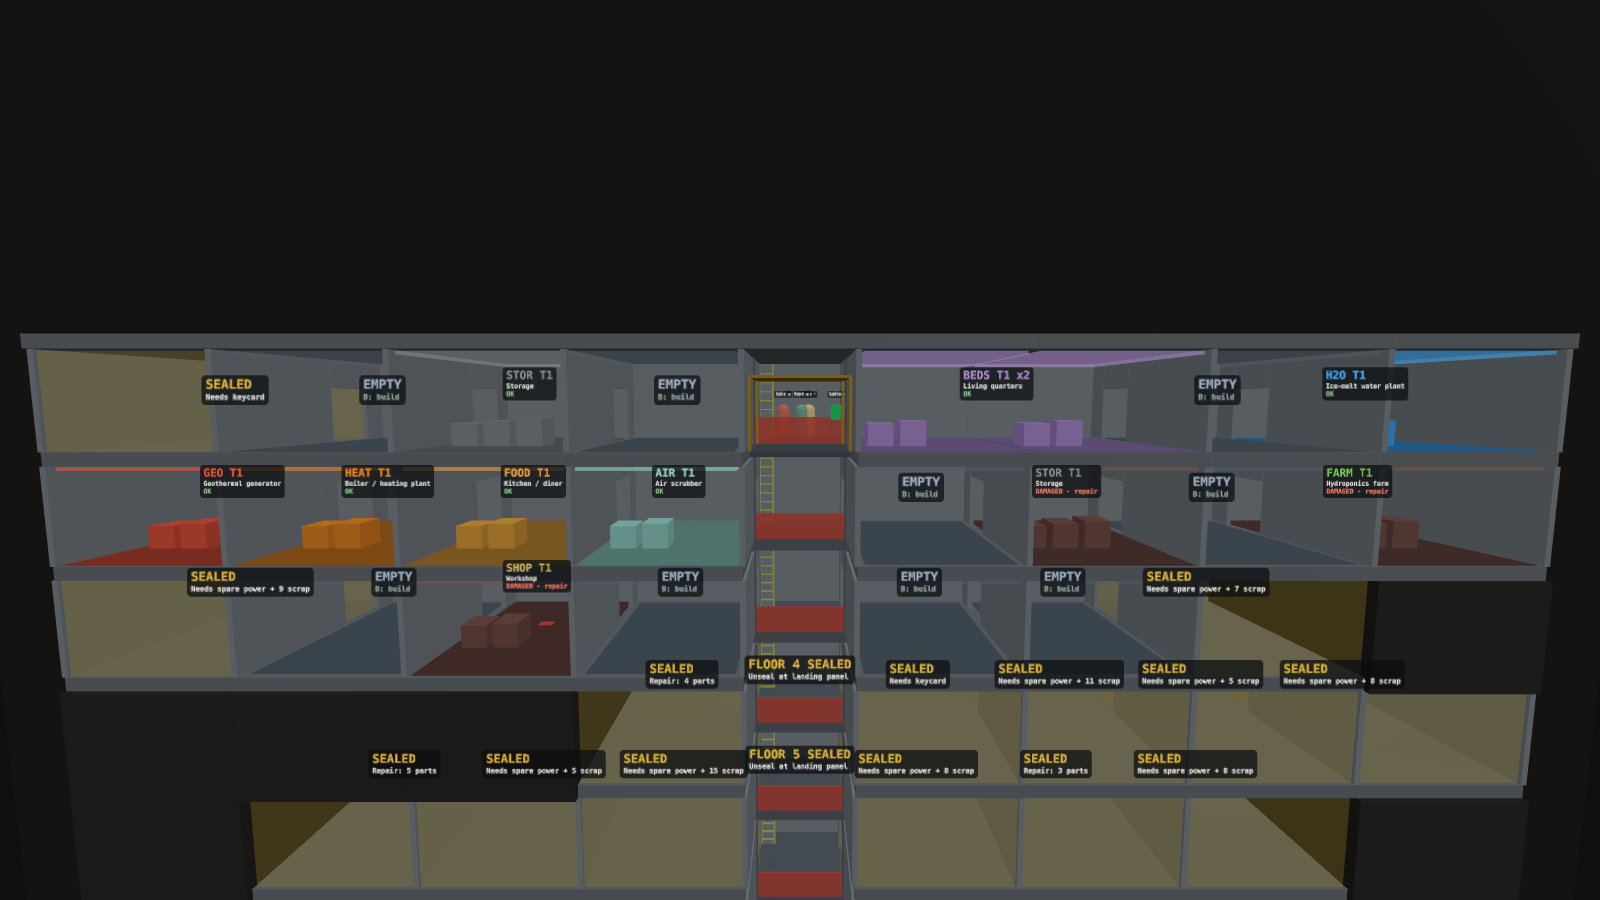 SEALED
Needs keycard
EMPTY
B: build
STOR T1
Storage
OK
EMPTY
B: build
BEDS T1 x2
Living quarters
OK
EMPTY
B: build
H2O T1
Ice-melt water plant
OK
GEO T1
Geothermal generator
OK
HEAT T1
Boiler / heating plant
OK
FOOD T1
Kitchen / diner
OK
AIR T1
Air scrubber
OK
EMPTY
B: build
STOR T1
Storage
DAMAGED - repair
EMPTY
B: build
FARM T1
Hydroponics farm
DAMAGED - repair
SEALED
Needs spare power + 9 scrap
EMPTY
B: build
SHOP T1
Workshop
DAMAGED - repair
EMPTY
B: build
EMPTY
B: build
EMPTY
B: build
SEALED
Needs spare power + 7 scrap
SEALED
Repair: 4 parts
FLOOR 4 SEALED
Unseal at landing panel
SEALED
Needs keycard
SEALED
Needs spare power + 11 scrap
SEALED
Needs spare power + 5 scrap
SEALED
Needs spare power + 8 scrap
SEALED
Repair: 5 parts
SEALED
Needs spare power + 5 scrap
SEALED
Needs spare power + 15 scrap
FLOOR 5 SEALED
Unseal at landing panel
SEALED
Needs spare power + 8 scrap
SEALED
Repair: 3 parts
SEALED
Needs spare power + 8 scrap